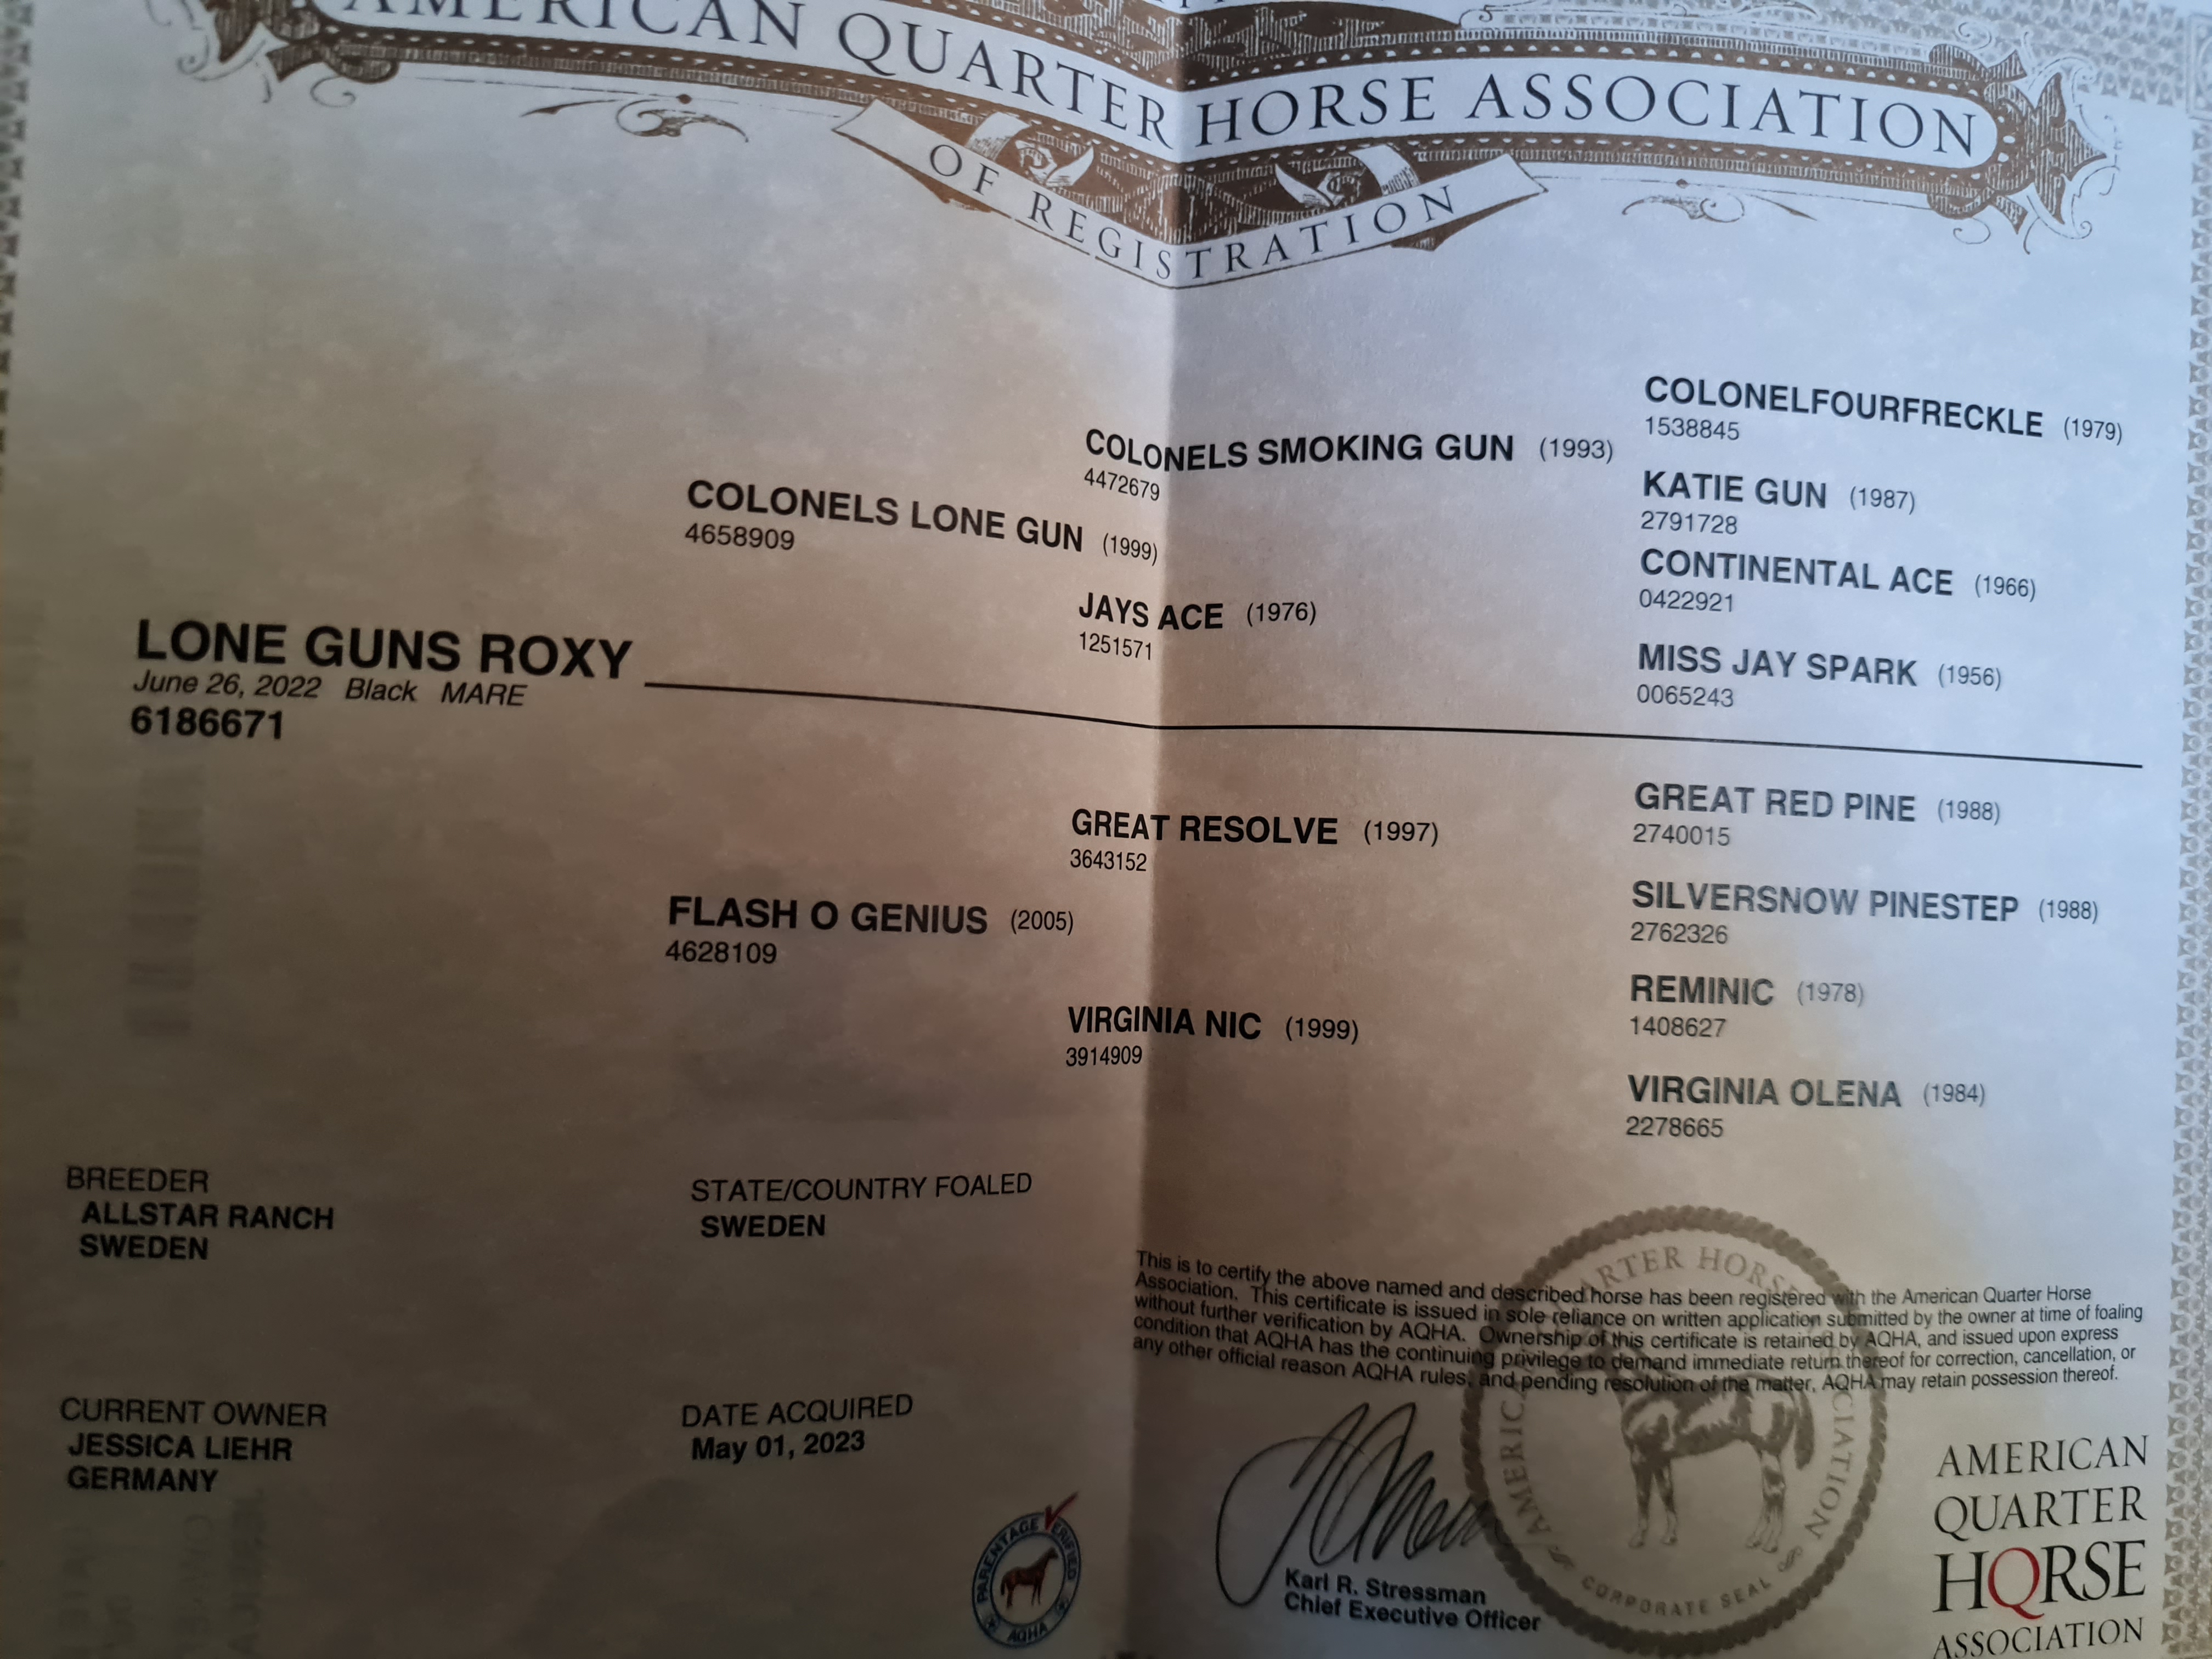 AMERICAN QUARTER HORSE ASSOCIATION
OF REGISTRATION
COLONELFOURFRECKLE (1979)
1538845
COLONELS SMOKING GUN (1993)
4472679
KATIE GUN (1987)
2791728
COLONELS LONE GUN (1999)
4658909
CONTINENTAL ACE (1966)
0422921
JAYS ACE (1976)
1251571
MISS JAY SPARK (1956)
0065243
LONE GUNS ROXY
June 26, 2022 Black MARE
6186671
GREAT RED PINE (1988)
2740015
GREAT RESOLVE (1997)
3643152
SILVERSNOW PINESTEP (1988)
2762326
FLASH O GENIUS (2005)
4628109
REMINIC (1978)
1408627
VIRGINIA NIC (1999)
3914909
VIRGINIA OLENA (1984)
2278665
BREEDER
ALLSTAR RANCH
SWEDEN
STATE/COUNTRY FOALED
SWEDEN
This is to certify the above named and described horse has been registered with the American Quarter Horse
Association. This certificate is issued in sole reliance on written application submitted by the owner at time of foaling
without further verification by AQHA. Ownership of this certificate is retained by AQHA, and issued upon express
condition that AQHA has the continuing privilege to demand immediate return thereof for correction, cancellation, or
any other official reason AQHA rules, and pending resolution of the matter, AQHA may retain possession thereof.
CURRENT OWNER
JESSICA LIEHR
GERMANY
DATE ACQUIRED
May 01, 2023
PARENTAGE VERIFIED
AQHA
Karl R. Stressman
Chief Executive Officer
AMERICAN QUARTER HORSE ASSOCIATION
CORPORATE SEAL
AMERICAN
QUARTER
HORSE
ASSOCIATION